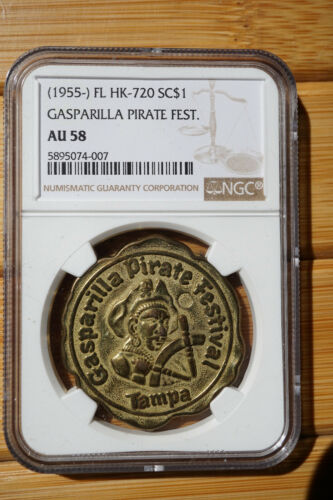 (1955-) FL HK-720 SC$1
GASPARILLA PIRATE FEST.
AU 58
5895074-007
NUMISMATIC GUARANTY CORPORATION
NGC®
Gasparilla Pirate Festival
Tampa